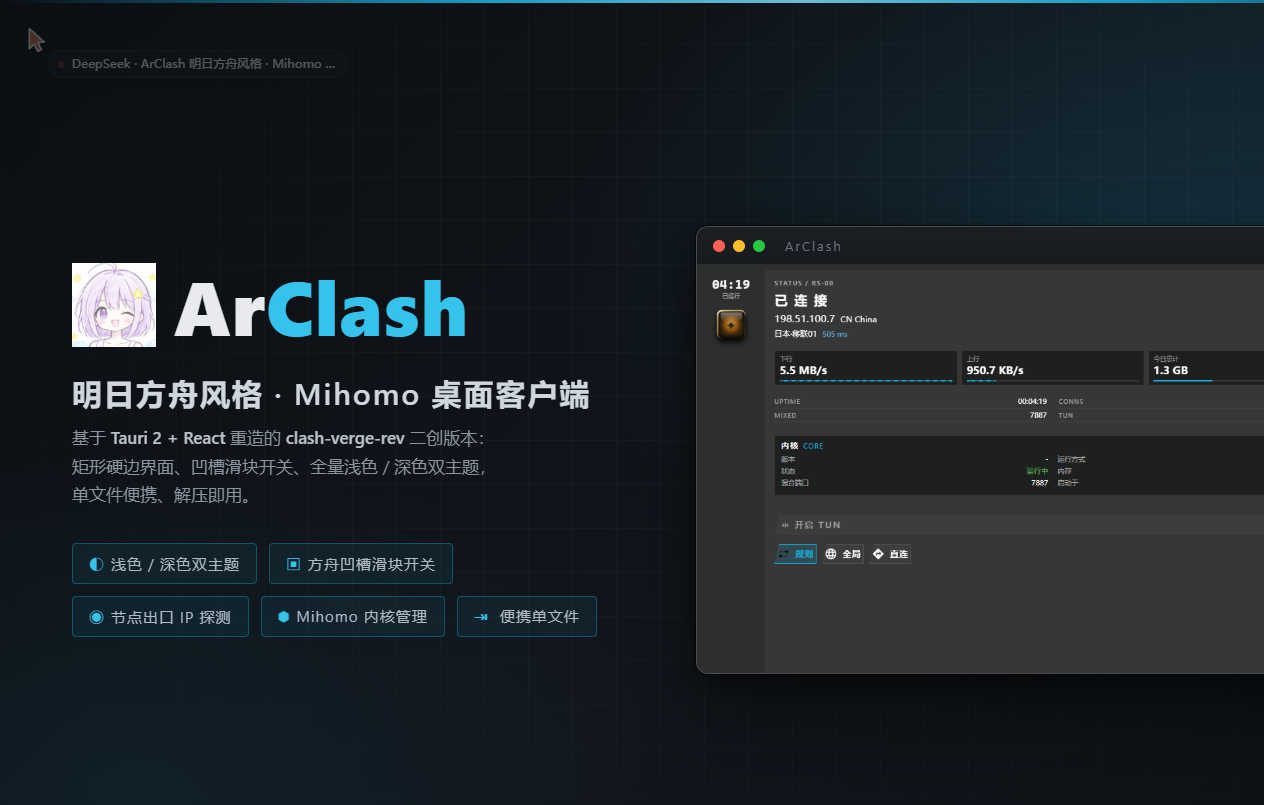 DeepSeek · ArClash 明日方舟风格 · Mihomo ...
ArClash
明日方舟风格 · Mihomo 桌面客户端
基于 Tauri 2 + React 重造的 clash-verge-rev 二创版本：
矩形硬边界面、凹槽滑块开关、全量浅色 / 深色双主题，
单文件便携、解压即用。
浅色 / 深色双主题
方舟凹槽滑块开关
节点出口 IP 探测
Mihomo 内核管理
便携单文件
ArClash
04:19
已运行
STATUS / RS-00
已连接
198.51.100.7 CN China
日本·移联01 505 ms
下行
5.5 MB/s
上行
950.7 KB/s
今日总计
1.3 GB
UPTIME 00:04:19 CONNS
MIXED 7887 TUN
内核 CORE
版本 - 运行方式
状态 运行中 内存
混合端口 7887 启动于
开启 TUN
规则 全局 直连